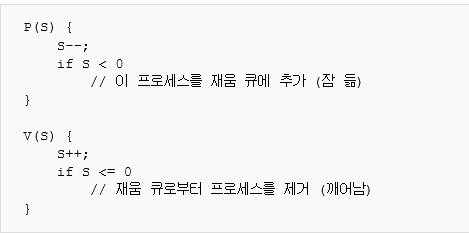 P(S) {
    S--;
    if S < 0
        // 이 프로세스를 재움 큐에 추가 (잠 듦)
}

V(S) {
    S++;
    if S <= 0
        // 재움 큐로부터 프로세스를 제거 (깨어남)
}